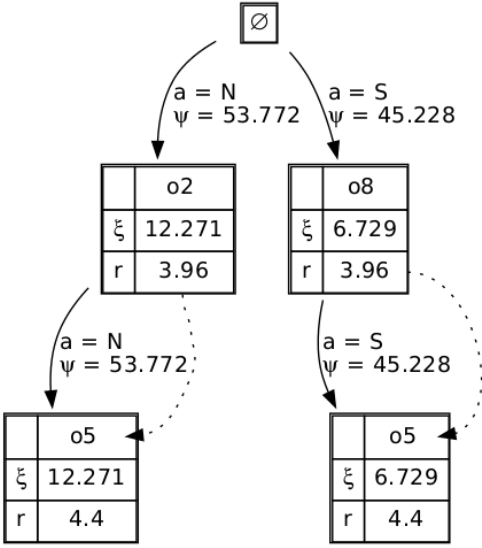 ∅
a = N
ψ = 53.772
a = S
ψ = 45.228
o2
ξ 12.271
r 3.96
o8
ξ 6.729
r 3.96
a = N
ψ = 53.772
a = S
ψ = 45.228
o5
ξ 12.271
r 4.4
o5
ξ 6.729
r 4.4